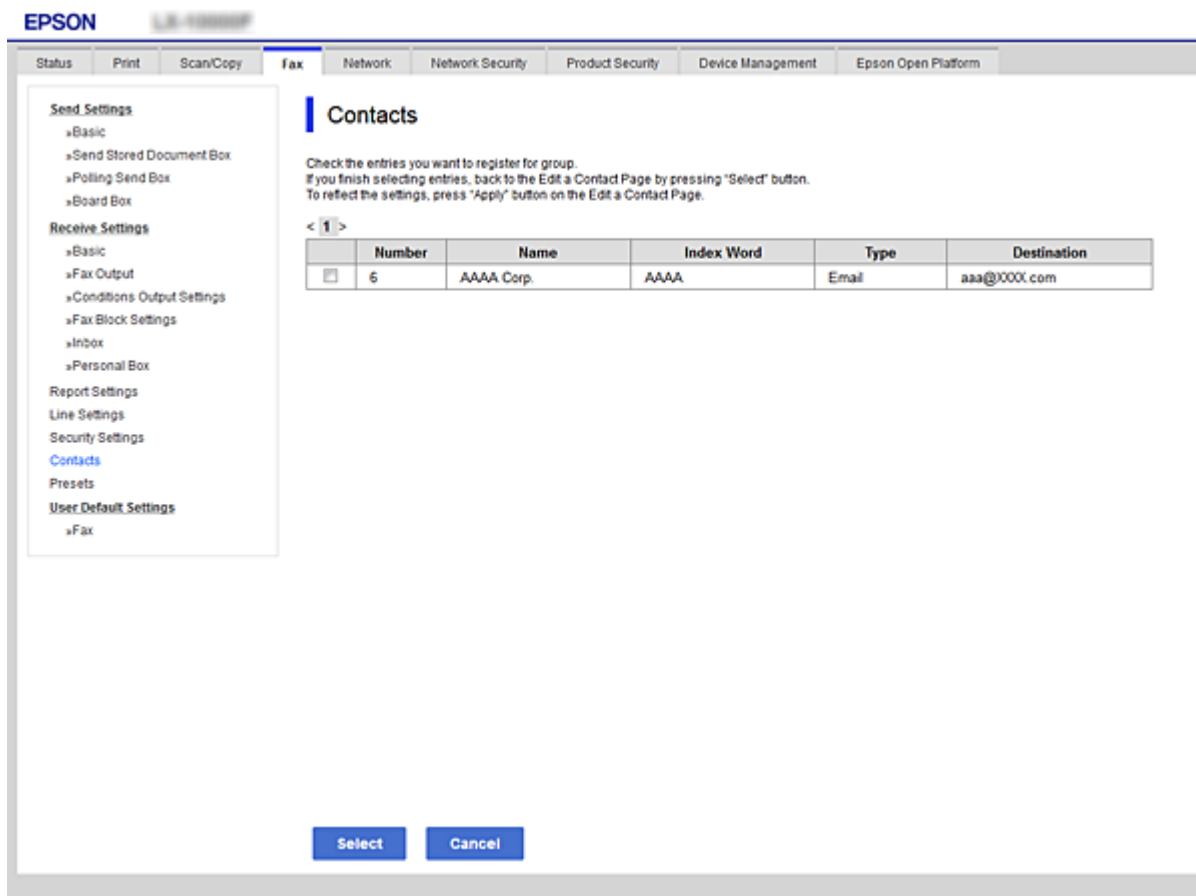 EPSON
Status Print Scan/Copy Fax Network Network Security Product Security Device Management Epson Open Platform
Send Settings
»Basic
»Send Stored Document Box
»Polling Send Box
»Board Box
Receive Settings
»Basic
»Fax Output
»Conditions Output Settings
»Fax Block Settings
»Inbox
»Personal Box
Report Settings
Line Settings
Security Settings
Contacts
Presets
User Default Settings
»Fax
Contacts
Check the entries you want to register for group.
If you finish selecting entries, back to the Edit a Contact Page by pressing "Select" button.
To reflect the settings, press "Apply" button on the Edit a Contact Page.
< 1 >
Number Name Index Word Type Destination
6 AAAA Corp. AAAA Email aaa@XXXX.com
Select Cancel